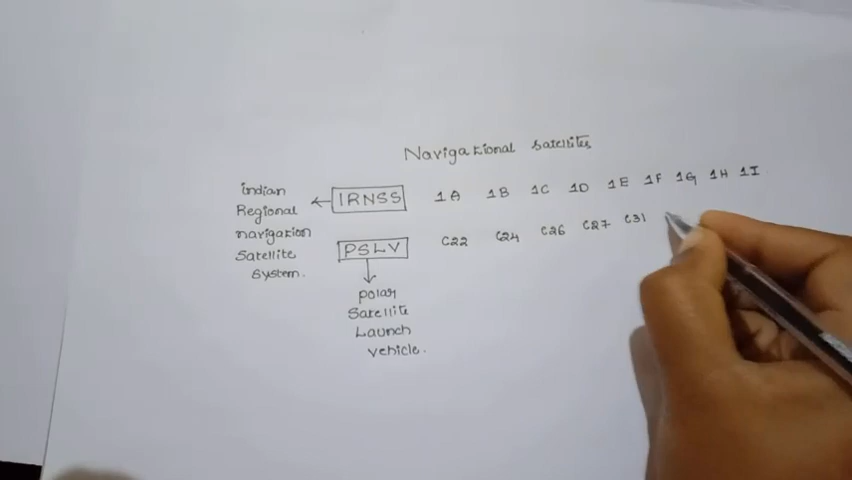 Navigational satellites
IRNSS 1A 1B 1C 1D 1E 1F 1G 1H 1I
indian
Regional
navigation
Satellite
System.
PSLV C22 C24 C26 C27 C31
polar
Satellite
Launch
vehicle.